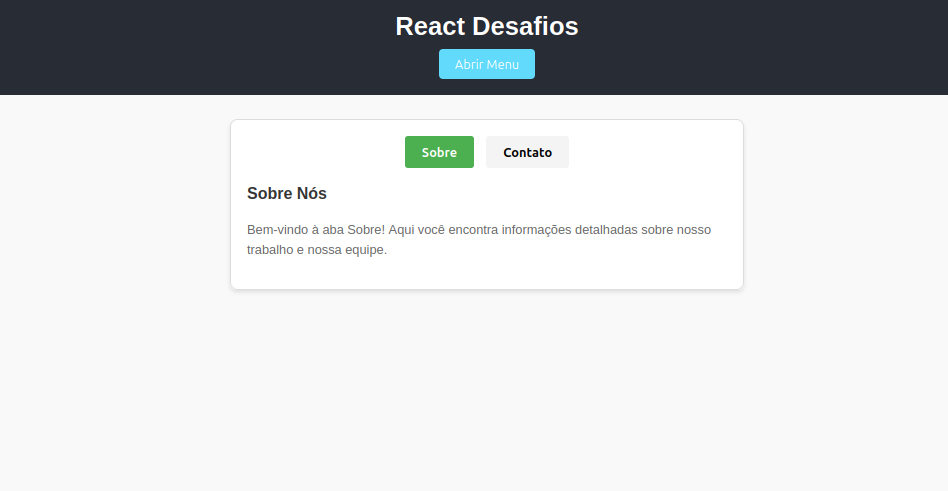 React Desafios
Abrir Menu
Sobre
Contato
Sobre Nós
Bem-vindo à aba Sobre! Aqui você encontra informações detalhadas sobre nosso
trabalho e nossa equipe.